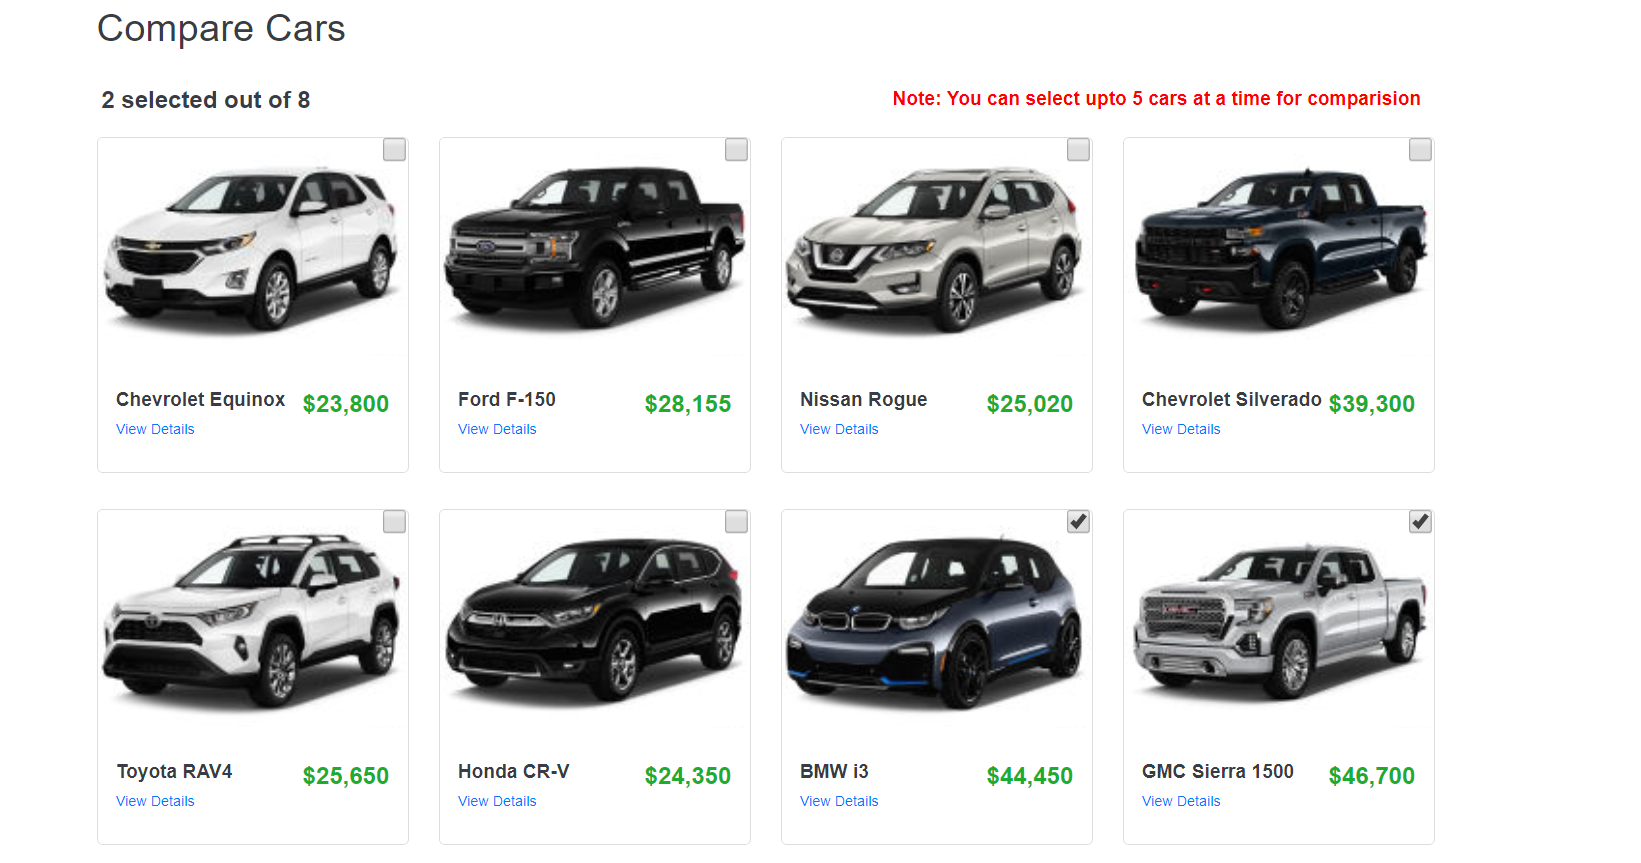 Compare Cars
2 selected out of 8
Note: You can select upto 5 cars at a time for comparision
Chevrolet Equinox $23,800
View Details
Ford F-150 $28,155
View Details
Nissan Rogue $25,020
View Details
Chevrolet Silverado $39,300
View Details
Toyota RAV4 $25,650
View Details
Honda CR-V $24,350
View Details
BMW i3 $44,450
View Details
GMC Sierra 1500 $46,700
View Details